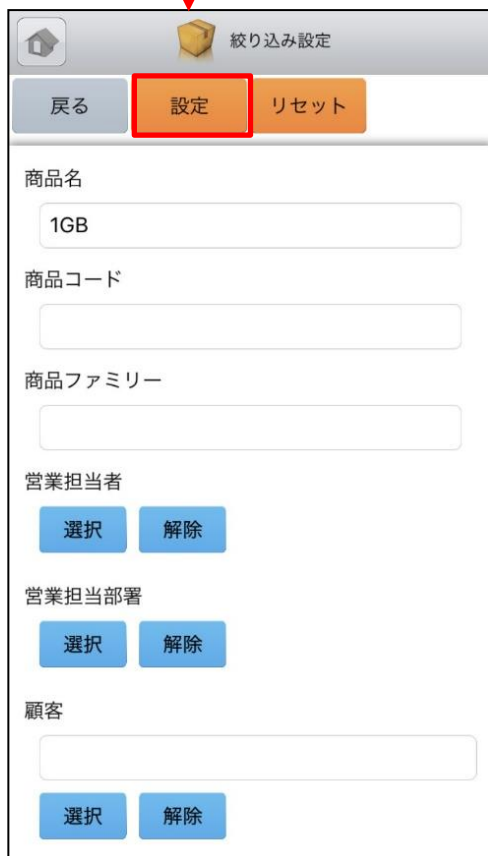 絞り込み設定
戻る 設定 リセット
商品名
1GB
商品コード
商品ファミリー
営業担当者
選択 解除
営業担当部署
選択 解除
顧客
選択 解除